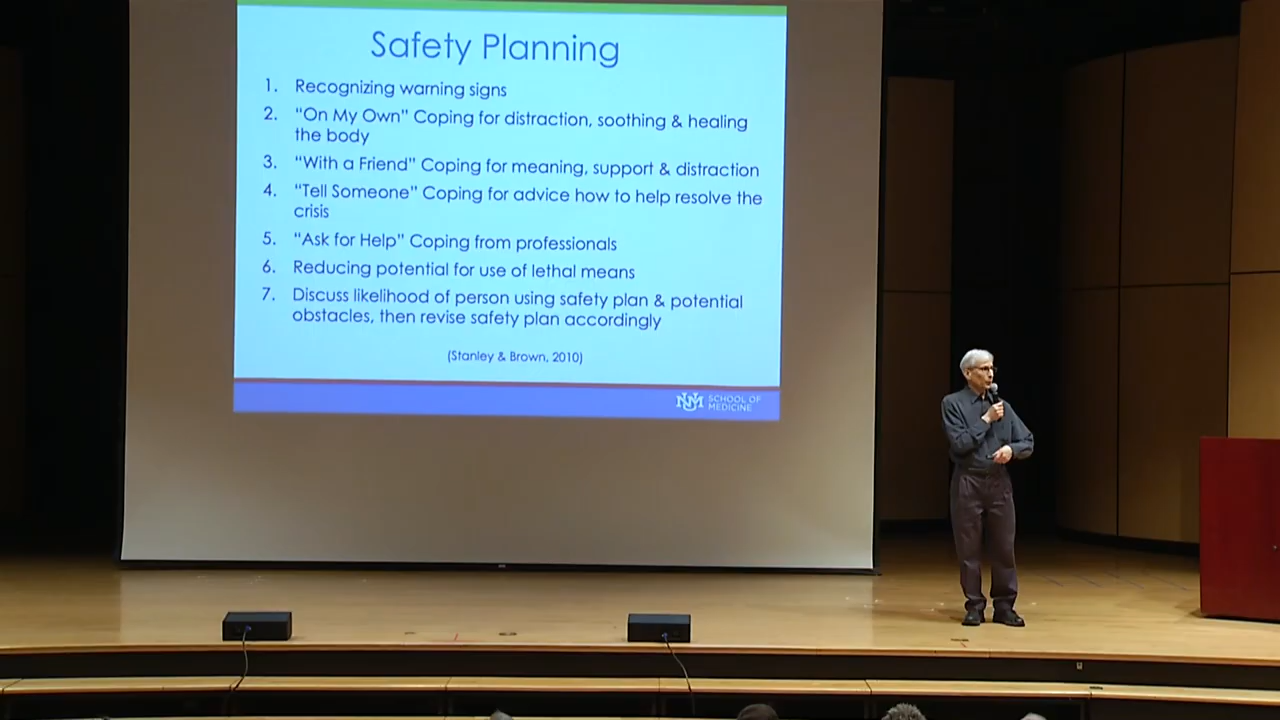 Safety Planning
1. Recognizing warning signs
2. “On My Own” Coping for distraction, soothing & healing
the body
3. “With a Friend” Coping for meaning, support & distraction
4. “Tell Someone” Coping for advice how to help resolve the
crisis
5. “Ask for Help” Coping from professionals
6. Reducing potential for use of lethal means
7. Discuss likelihood of person using safety plan & potential
obstacles, then revise safety plan accordingly
(Stanley & Brown, 2010)
UNM SCHOOL OF
MEDICINE